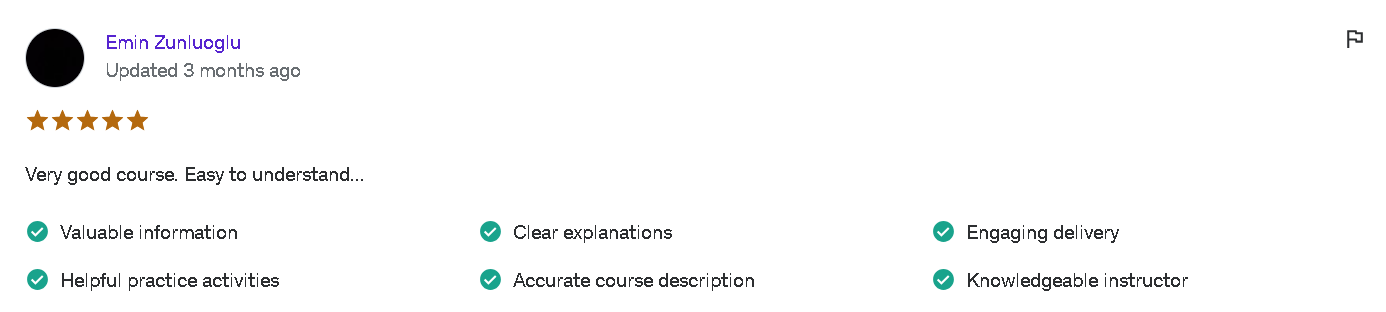 Emin Zunluoglu
Updated 3 months ago
Very good course. Easy to understand...
Valuable information
Clear explanations
Engaging delivery
Helpful practice activities
Accurate course description
Knowledgeable instructor